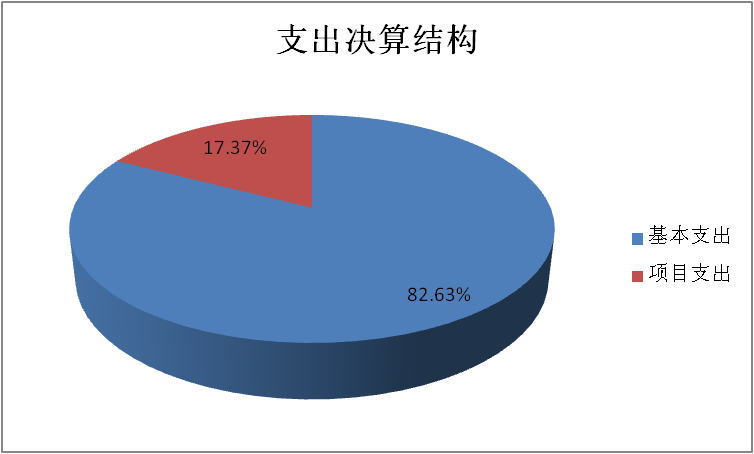 支出决算结构
17.37%
82.63%
基本支出
项目支出